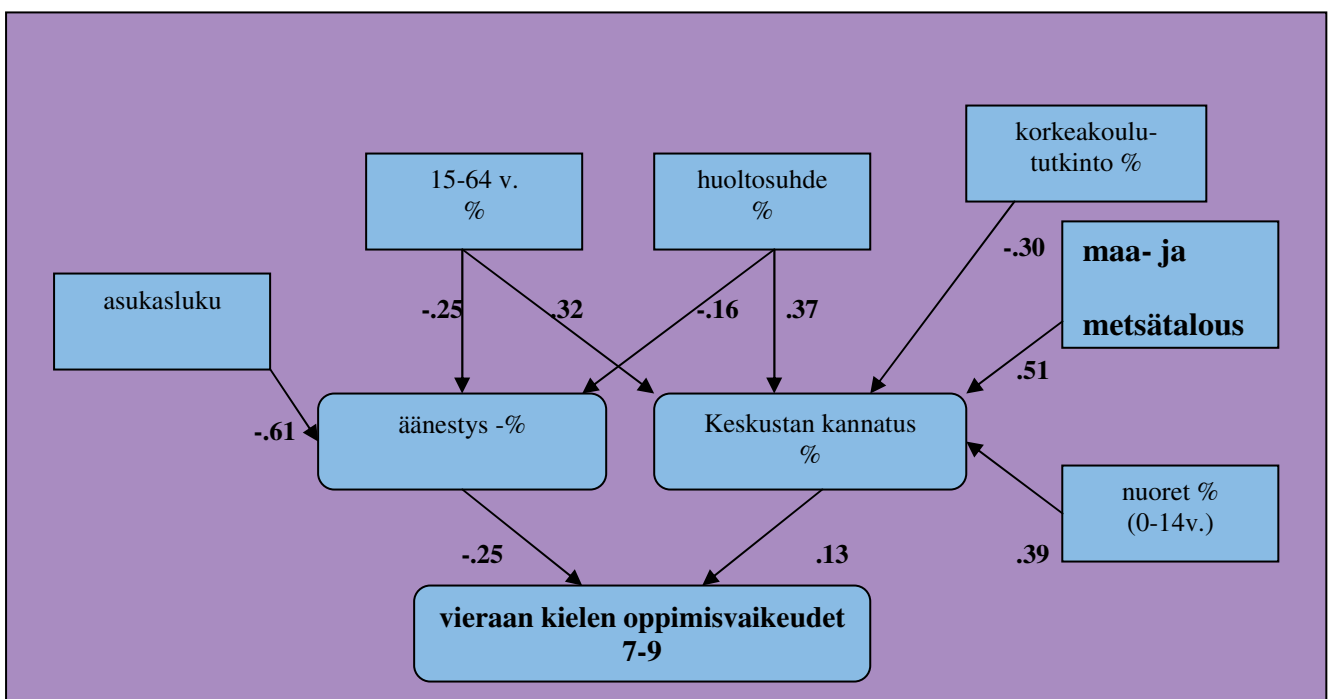 korkeakoulu-
tutkinto %
15-64 v.
%
huoltosuhde
%
-.30
maa- ja
metsätalous
asukasluku
-.25
.32
-.16
.37
.51
-.61
äänestys -%
Keskustan kannatus
%
nuoret %
(0-14v.)
-.25
.13
.39
vieraan kielen oppimisvaikeudet
7-9